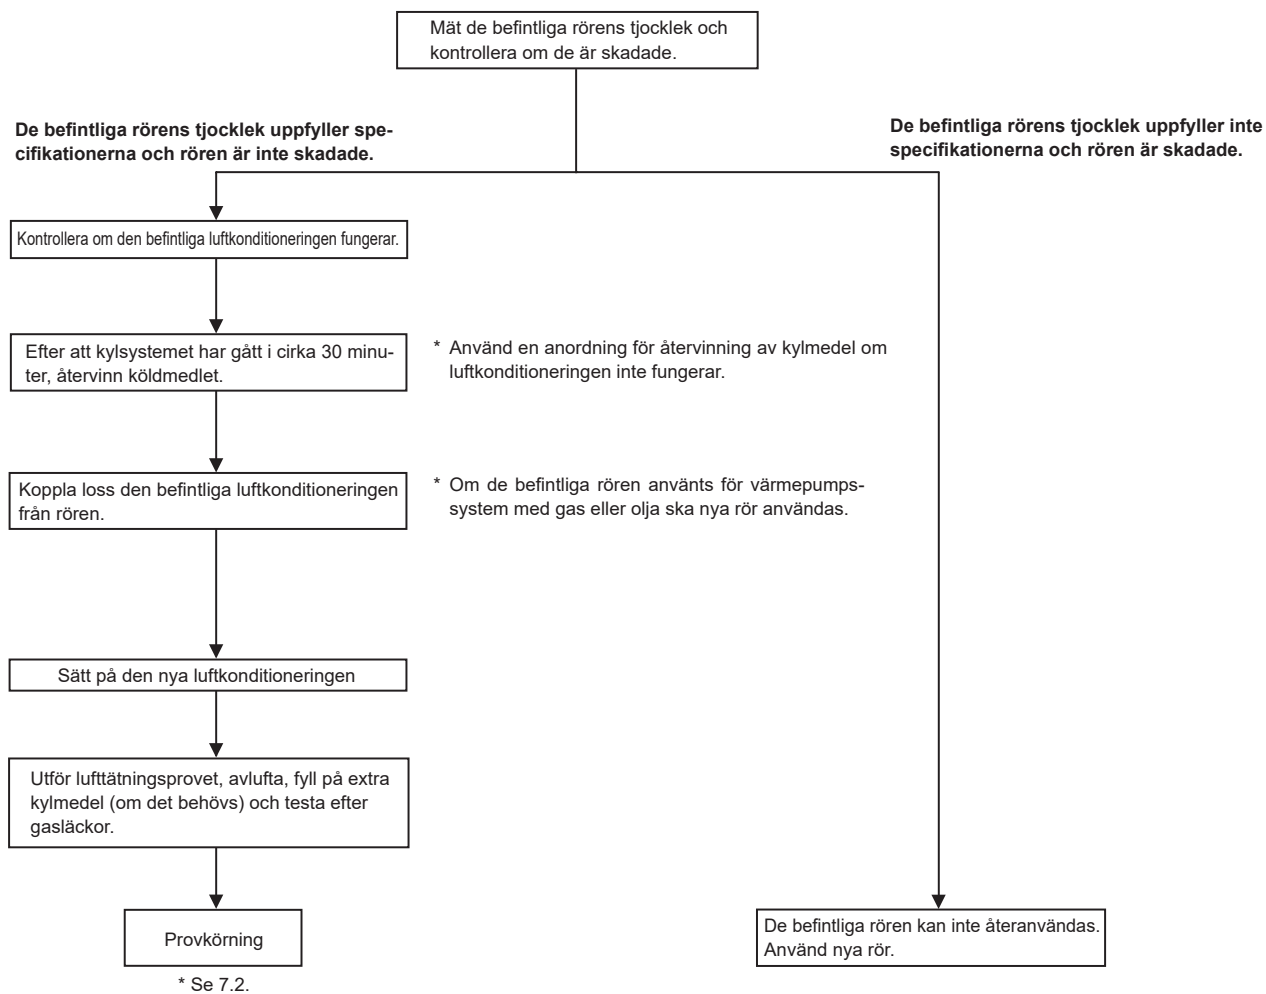 Mät de befintliga rörens tjocklek och
kontrollera om de är skadade.
De befintliga rörens tjocklek uppfyller spe-
cifikationerna och rören är inte skadade.
De befintliga rörens tjocklek uppfyller inte
specifikationerna och rören är skadade.
Kontrollera om den befintliga luftkonditioneringen fungerar.
Efter att kylsystemet har gått i cirka 30 minu-
ter, återvinn köldmedlet.
* Använd en anordning för återvinning av kylmedel om
luftkonditioneringen inte fungerar.
Koppla loss den befintliga luftkonditioneringen
från rören.
* Om de befintliga rören använts för värmepumps-
system med gas eller olja ska nya rör användas.
Sätt på den nya luftkonditioneringen
Utför lufttätningsprovet, avlufta, fyll på extra
kylmedel (om det behövs) och testa efter
gasläckor.
Provkörning
* Se 7.2.
De befintliga rören kan inte återanvändas.
Använd nya rör.